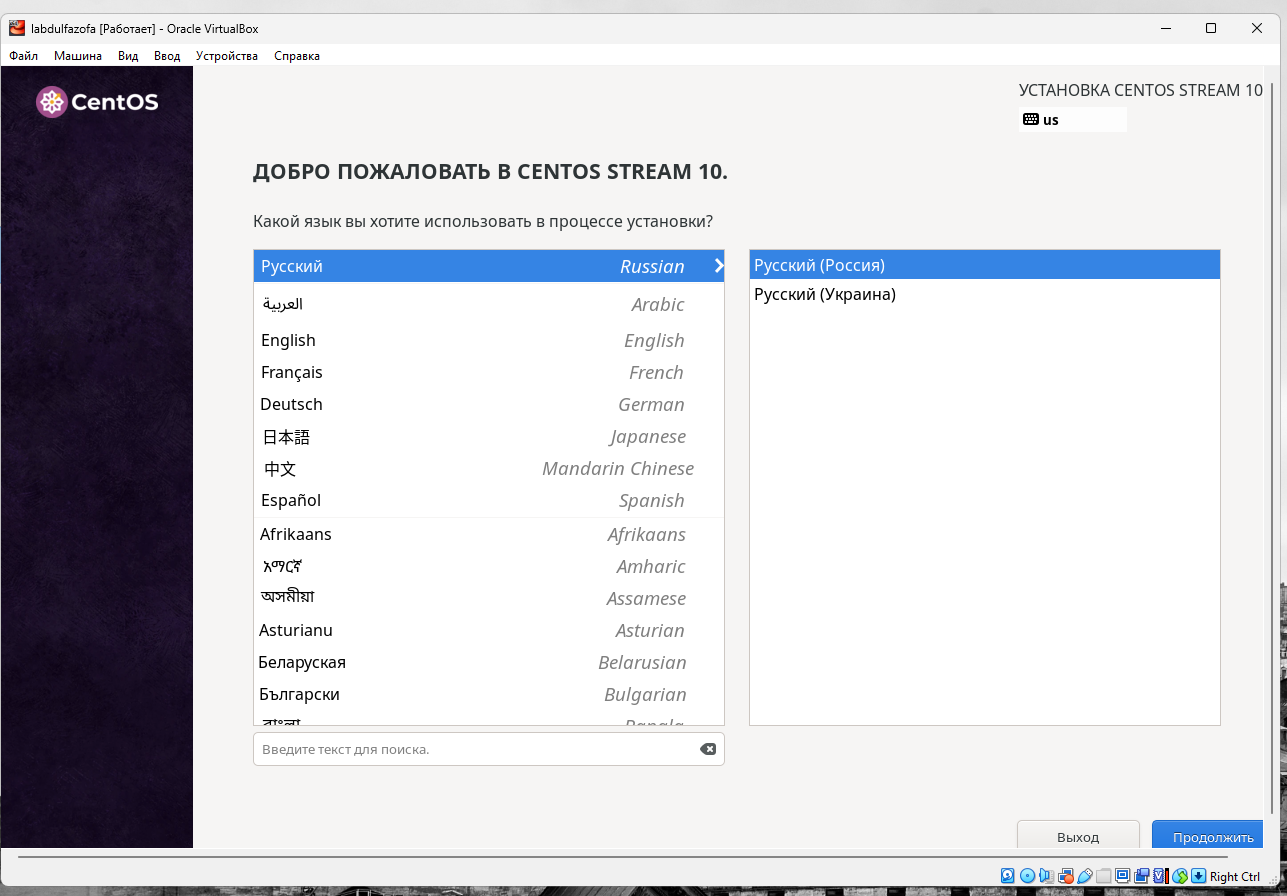 labdulfazofa [Работает] - Oracle VirtualBox
Файл Машина Вид Ввод Устройства Справка
CentOS
УСТАНОВКА CENTOS STREAM 10
us
ДОБРО ПОЖАЛОВАТЬ В CENTOS STREAM 10.
Какой язык вы хотите использовать в процессе установки?
Русский Russian
العربية Arabic
English English
Français French
Deutsch German
日本語 Japanese
中文 Mandarin Chinese
Español Spanish
Afrikaans Afrikaans
አማርኛ Amharic
অসমীয়া Assamese
Asturianu Asturian
Беларуская Belarusian
Български Bulgarian
বাংলা Bangla
Русский (Россия)
Русский (Украина)
Введите текст для поиска.
Выход Продолжить
Right Ctrl